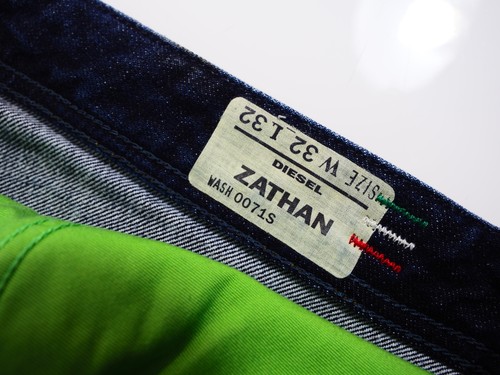 SIZE W 32 L 32
DIESEL
ZATHAN
WASH 0071S